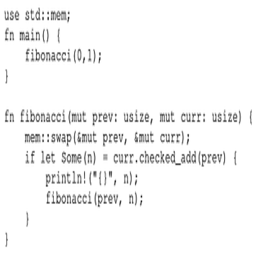 use std::mem;
fn main() {
    fibonacci(0,1);
}

fn fibonacci(mut prev: usize, mut curr: usize) {
    mem::swap(&mut prev, &mut curr);
    if let Some(n) = curr.checked_add(prev) {
        println!("{}", n);
        fibonacci(prev, n);
    }
}